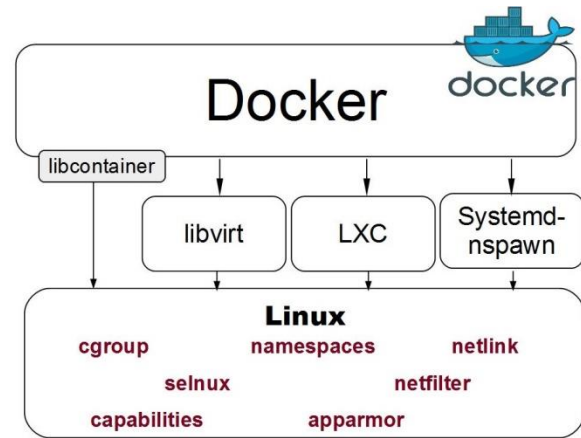 docker
Docker
libcontainer
libvirt
LXC
Systemd-
nspawn
Linux
cgroup namespaces netlink
selnux netfilter
capabilities apparmor